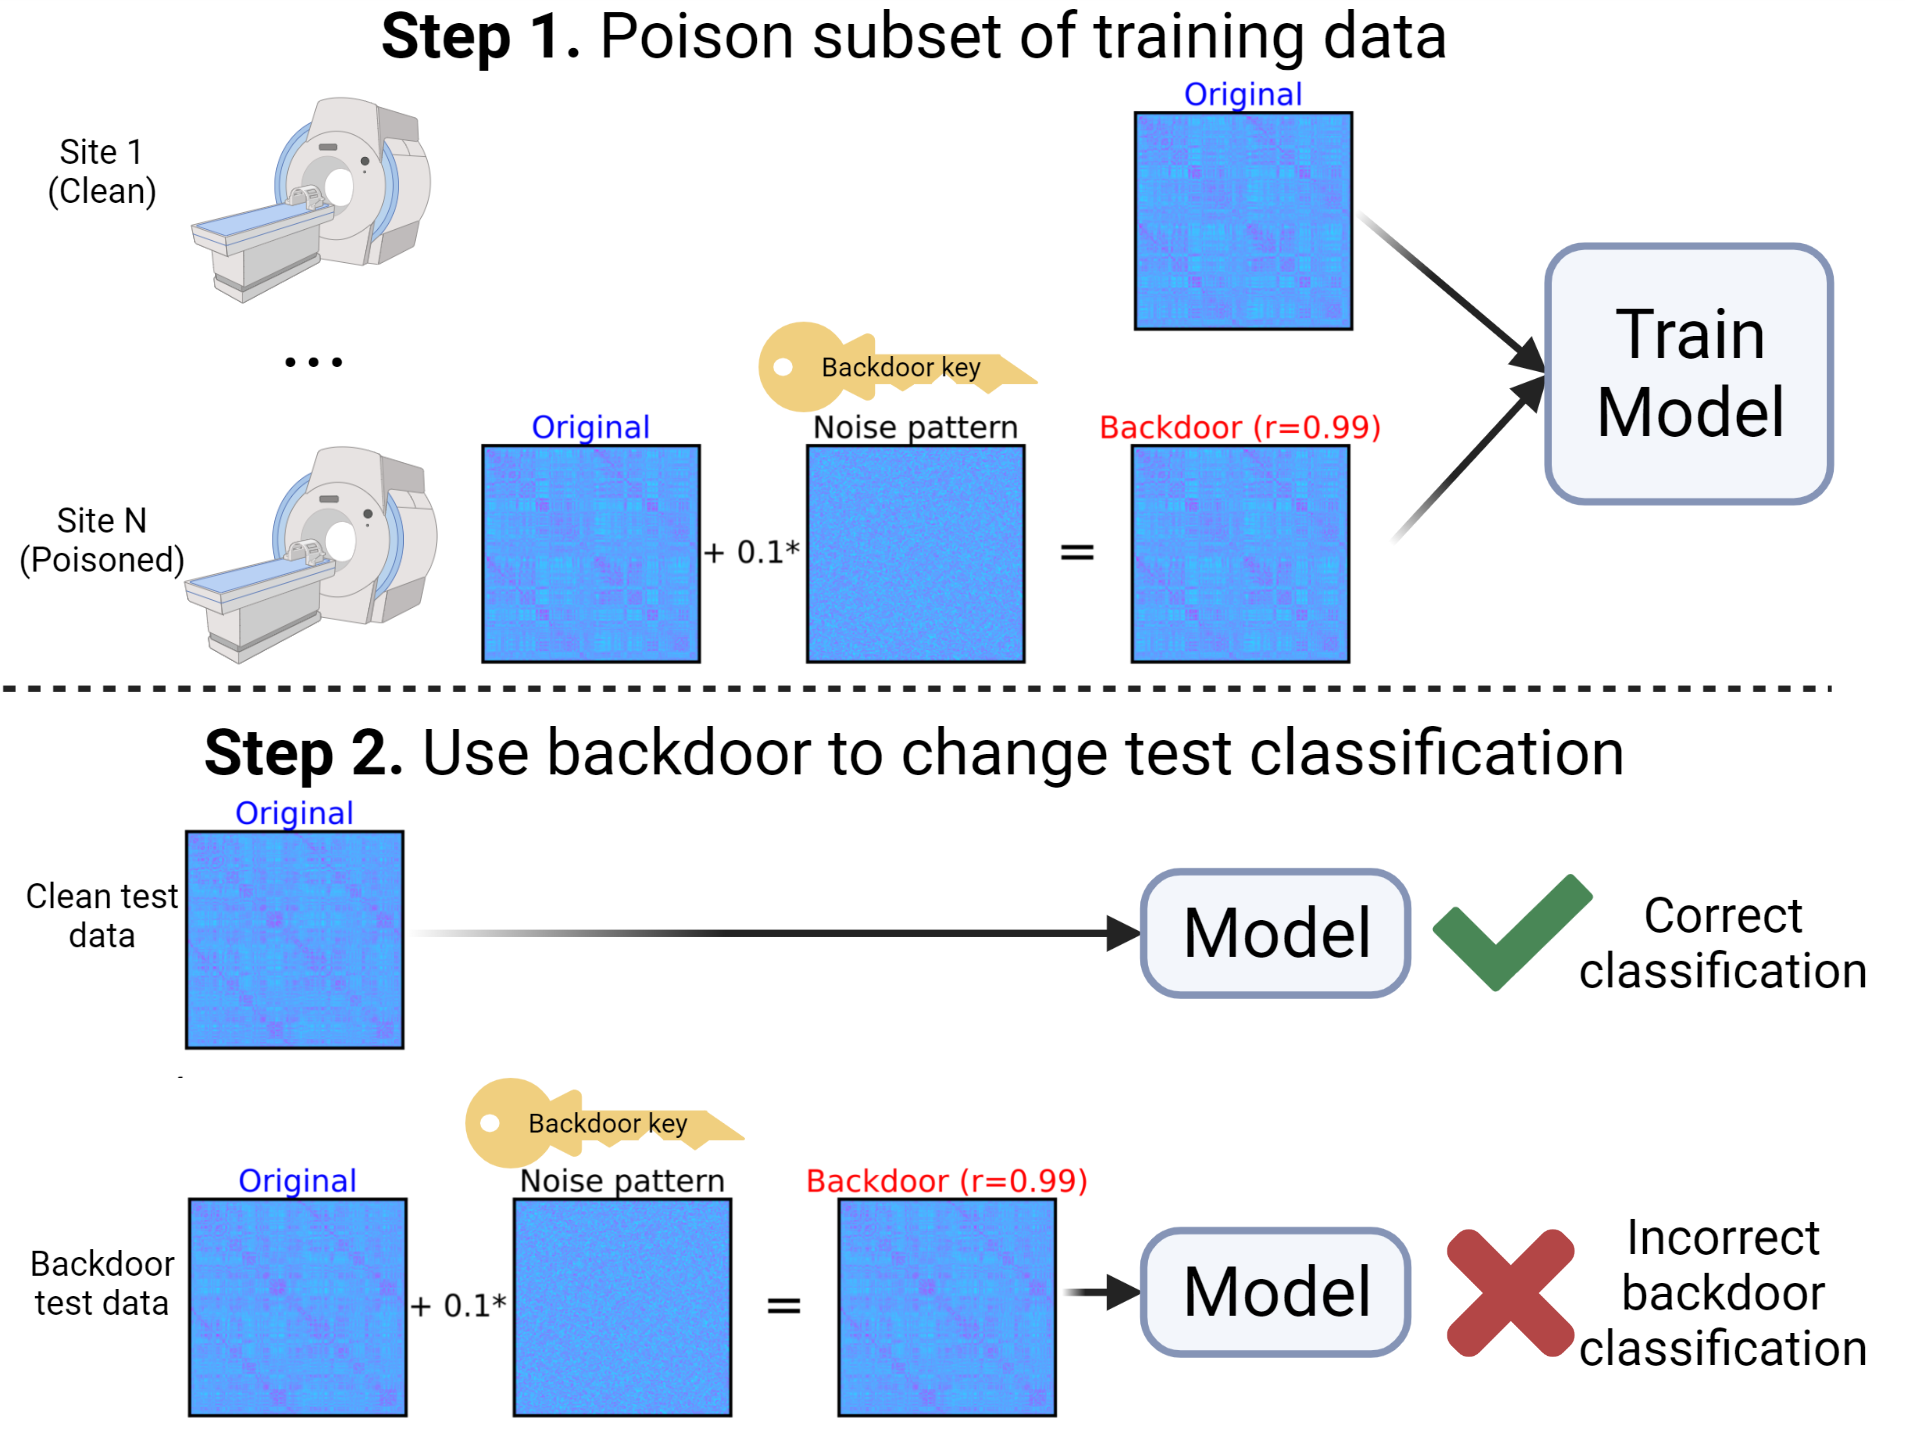 Step 1. Poison subset of training data
Original
Site 1
(Clean)
Train
Model
...
Backdoor key
Original
Noise pattern
Backdoor (r=0.99)
Site N
(Poisoned)
+ 0.1*
=
Step 2. Use backdoor to change test classification
Original
Clean test
data
Model
Correct
classification
Backdoor key
Original
Noise pattern
Backdoor (r=0.99)
Backdoor
test data
+ 0.1*
=
Model
Incorrect
backdoor
classification